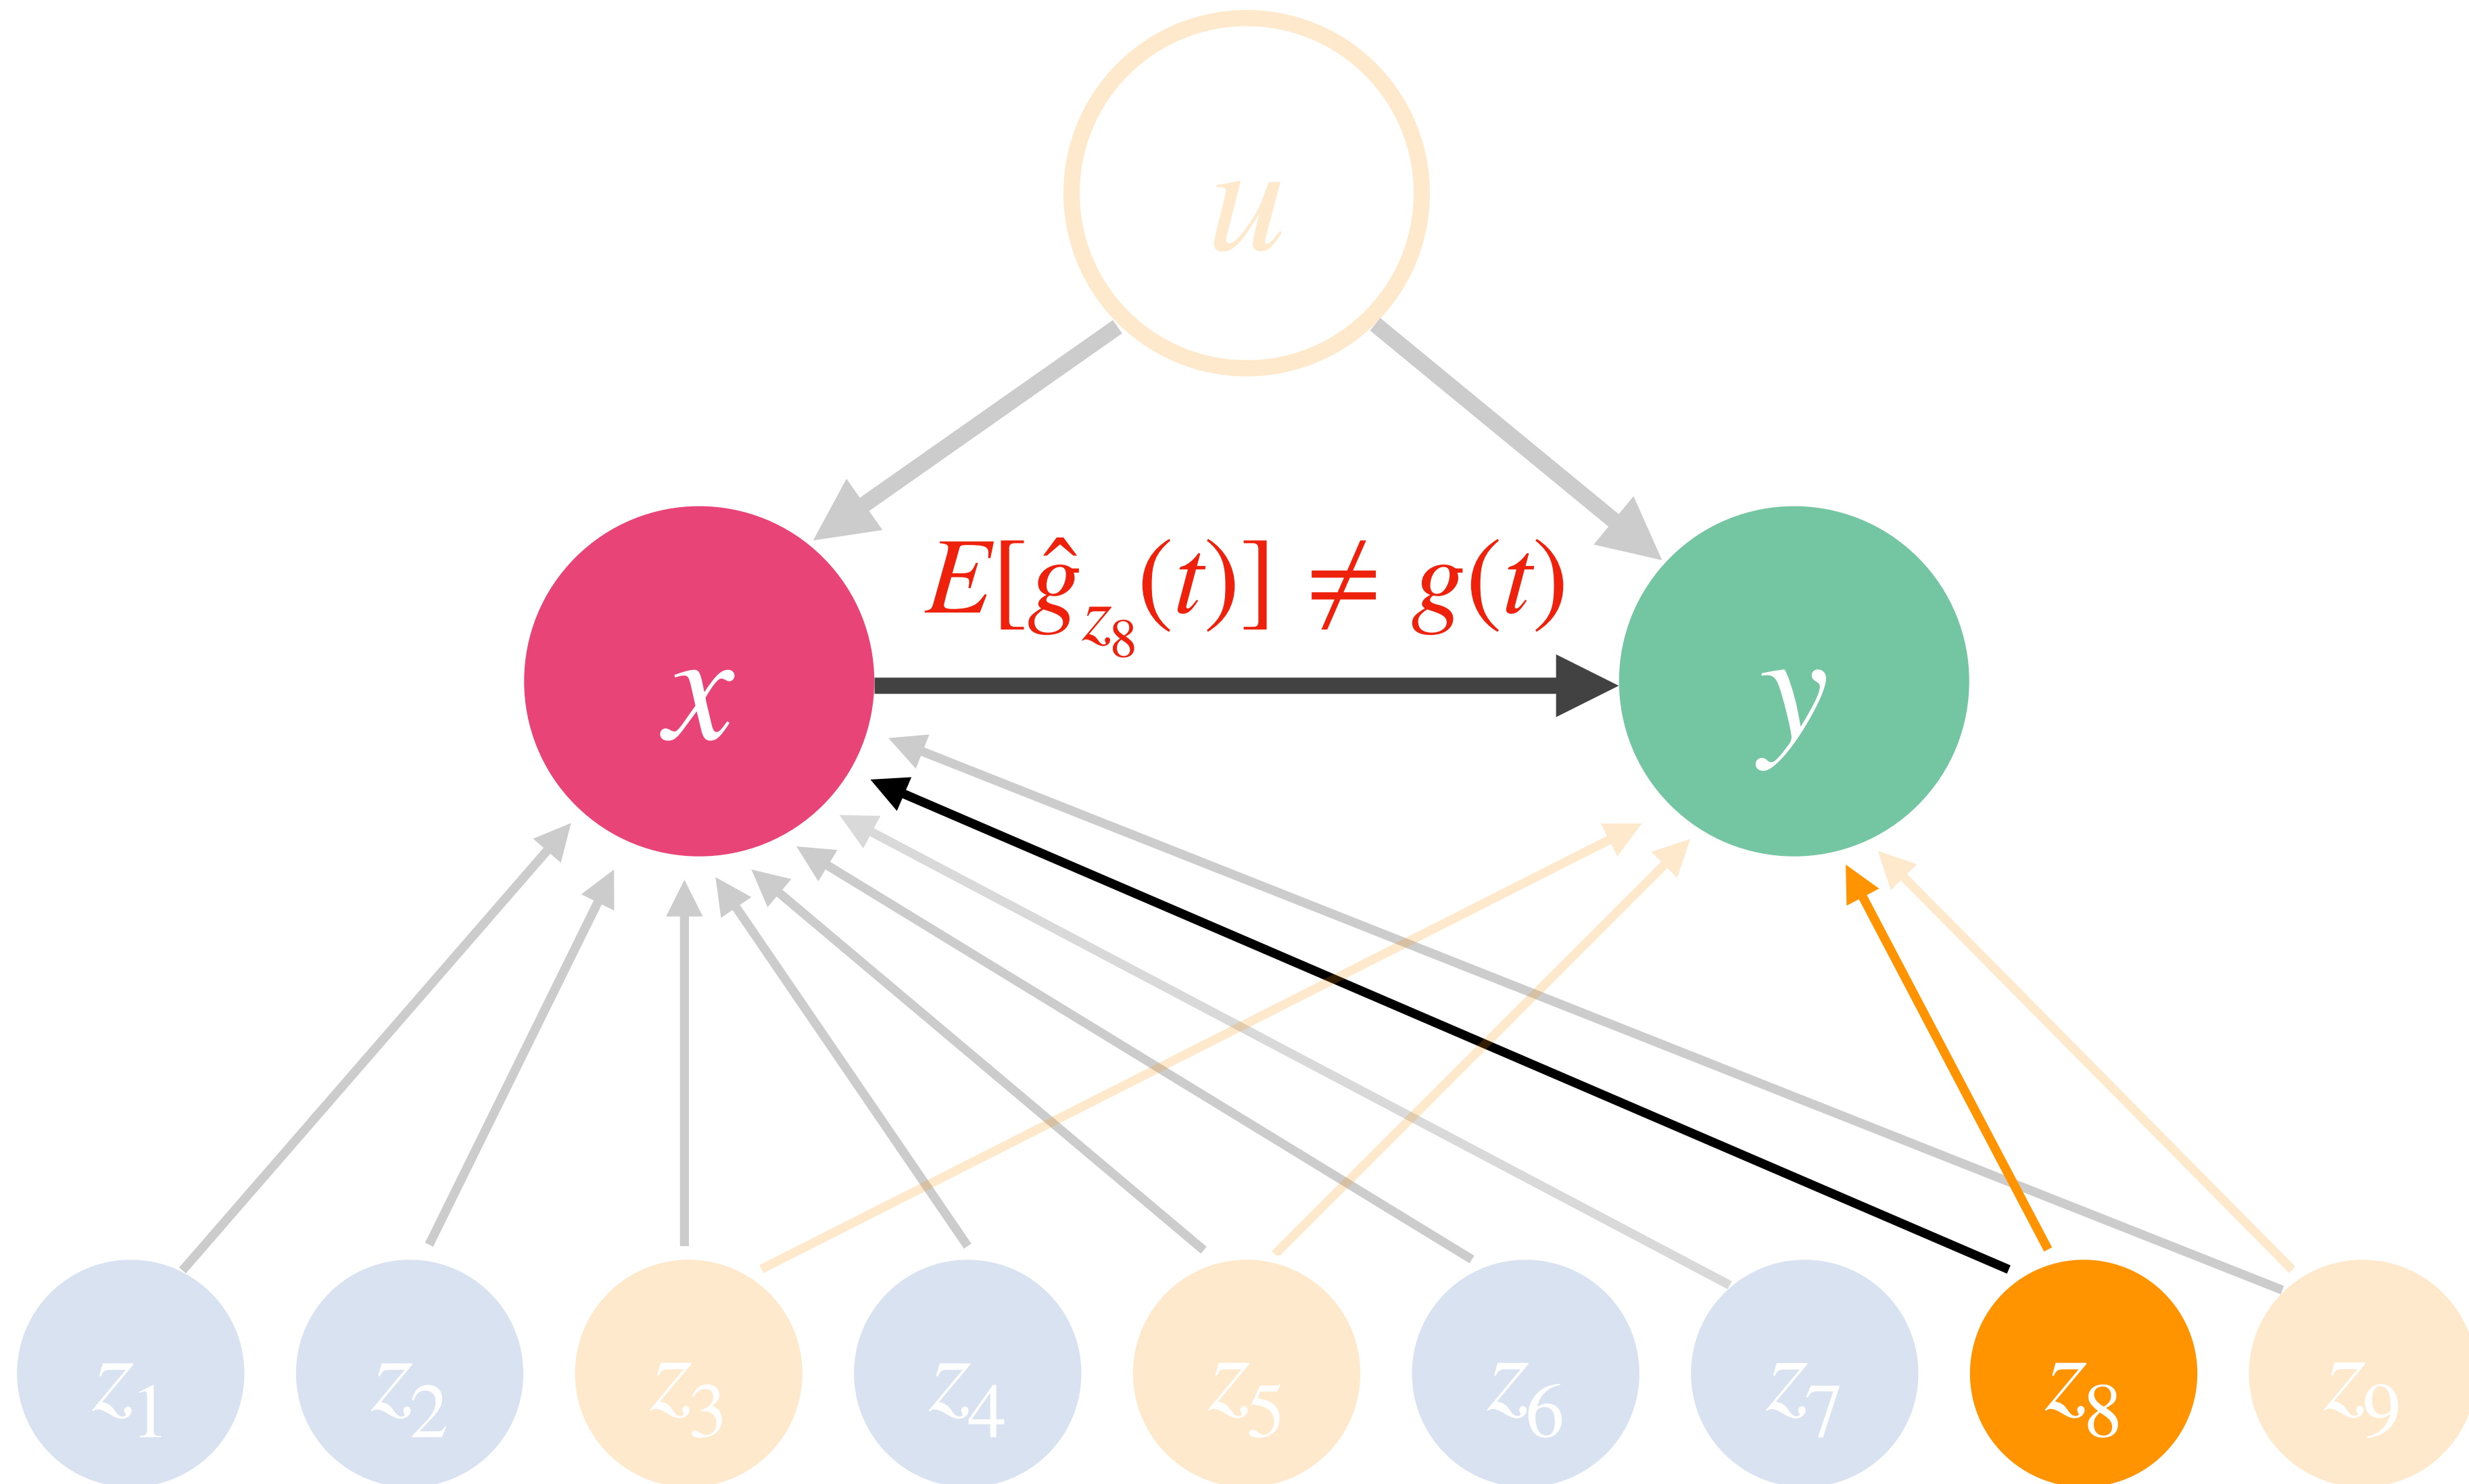 u
E[ĝ_{z_8}(t)] ≠ g(t)
x
y
z_1
z_2
z_3
z_4
z_5
z_6
z_7
z_8
z_9